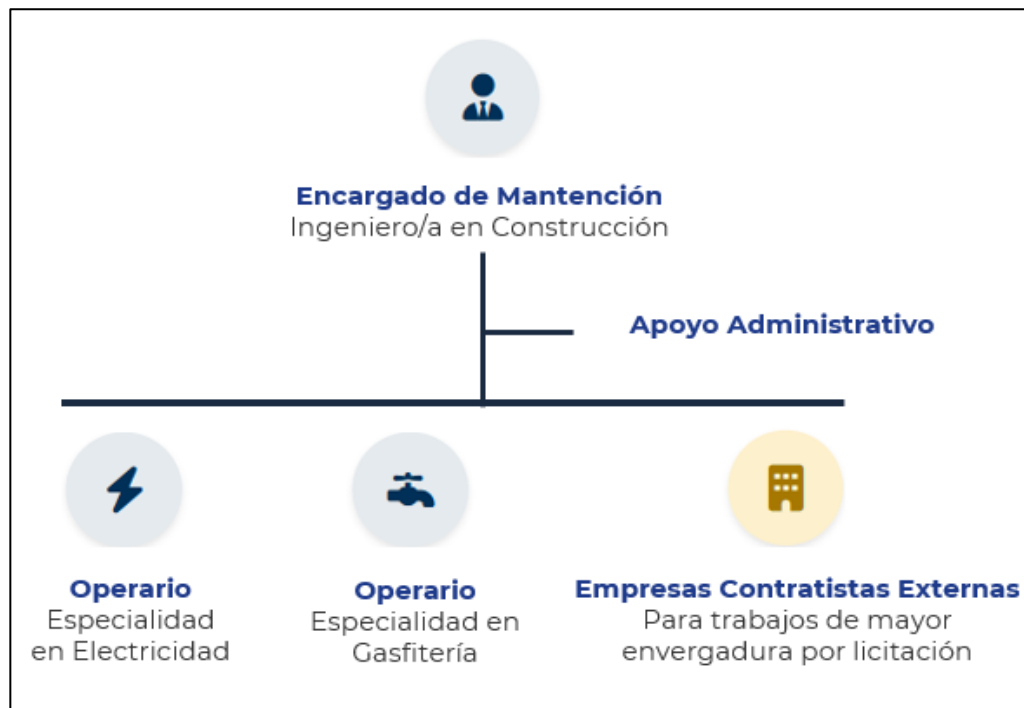 Encargado de Mantención
Ingeniero/a en Construcción
Apoyo Administrativo
Operario
Especialidad
en Electricidad
Operario
Especialidad en
Gasfitería
Empresas Contratistas Externas
Para trabajos de mayor
envergadura por licitación